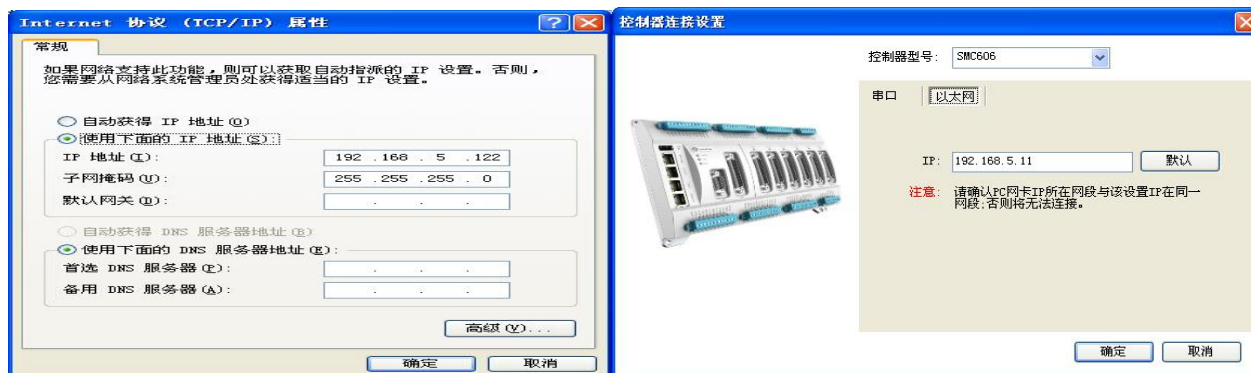 Internet 协议 (TCP/IP) 属性
常规
如果网络支持此功能,则可以获取自动指派的 IP 设置。否则,
您需要从网络系统管理员处获得适当的 IP 设置。
自动获得 IP 地址(O)
使用下面的 IP 地址(S):
IP 地址(I): 192 .168 . 5 .122
子网掩码(U): 255 .255 .255 . 0
默认网关(D): . . .
自动获得 DNS 服务器地址(B)
使用下面的 DNS 服务器地址(E):
首选 DNS 服务器(P): . . .
备用 DNS 服务器(A): . . .
高级(V)...
确定 取消
控制器连接设置
控制器型号: SMC606
串口 以太网
IP: 192.168.5.11 默认
注意: 请确认PC网卡IP所在网段与该设置IP在同一
网段;否则将无法连接。
确定 取消